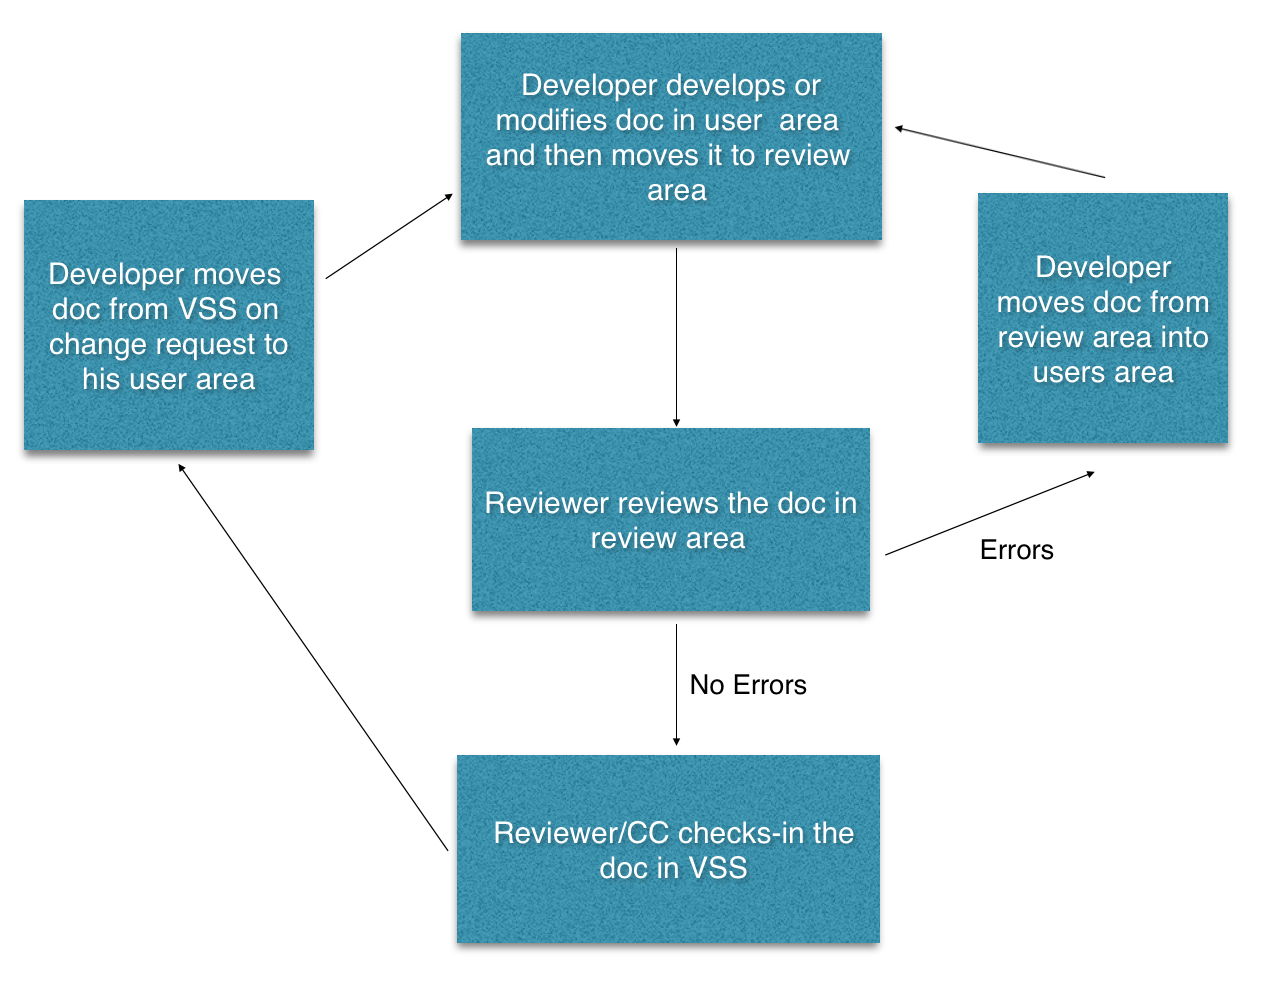 Developer develops or
modifies doc in user area
and then moves it to review
area
Developer moves
doc from VSS on
change request to
his user area
Developer
moves doc from
review area into
users area
Reviewer reviews the doc in
review area
Errors
No Errors
Reviewer/CC checks-in the
doc in VSS